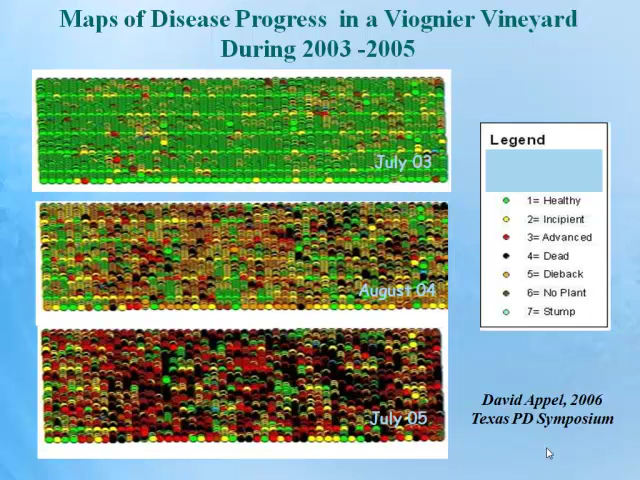 Maps of Disease Progress in a Viognier Vineyard
During 2003 -2005
July 03
August 04
July 05
Legend
1= Healthy
2= Incipient
3= Advanced
4= Dead
5= Dieback
6= No Plant
7= Stump
David Appel, 2006
Texas PD Symposium